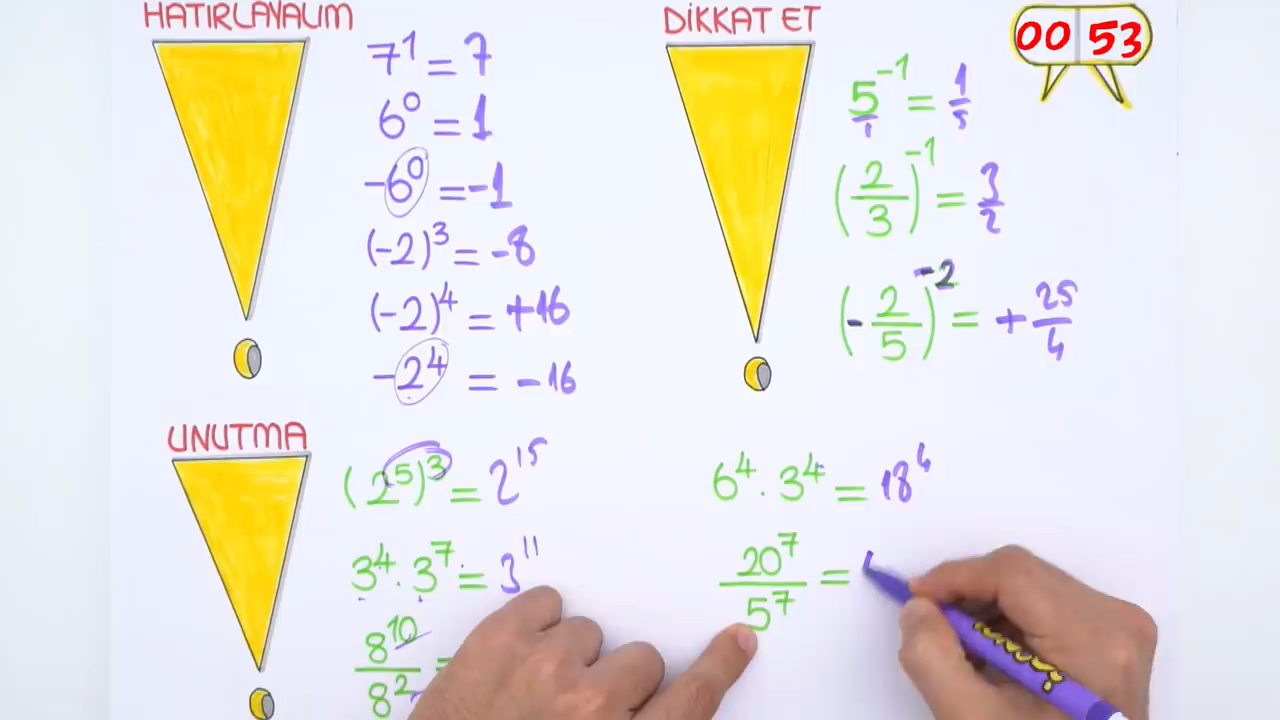 HATIRLAYALIM
7¹ = 7
6⁰ = 1
-6⁰ = -1
(-2)³ = -8
(-2)⁴ = +16
-2⁴ = -16
DİKKAT ET
00 53
5⁻¹ = 1/5
1
(2/3)⁻¹ = 3/2
(-2/5)⁻² = +25/4
UNUTMA
(2⁵)³ = 2¹⁵
3⁴ . 3⁷ = 3¹¹
8¹⁰/8² =
6⁴ . 3⁴ = 18⁴
20⁷/5⁷ =